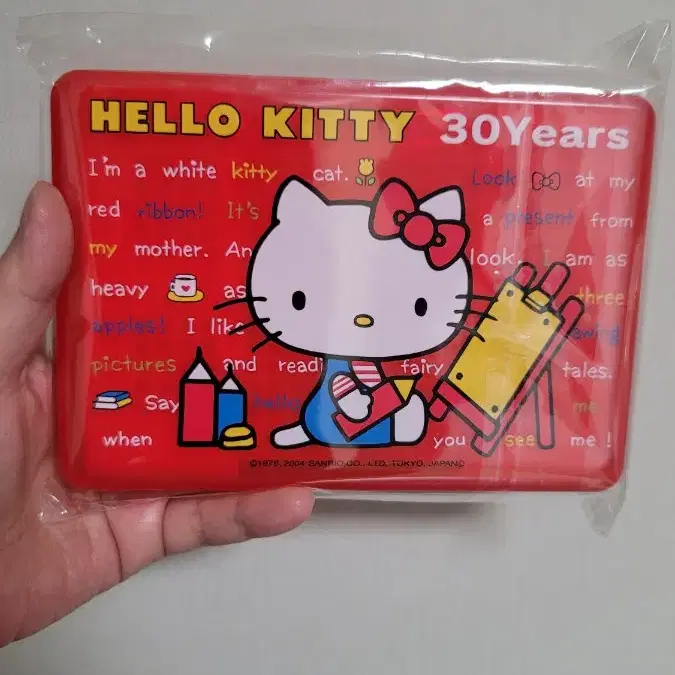 HELLO KITTY 30Years
I'm a white kitty cat. Look at my
red ribbon! It's a present from
my mother. An look, I am as
heavy as three
apples! I like
pictures and readi fairy tales.
Say hello me
when you see me!
©1976, 2004 SANRIO CO., LTD. TOKYO, JAPAN